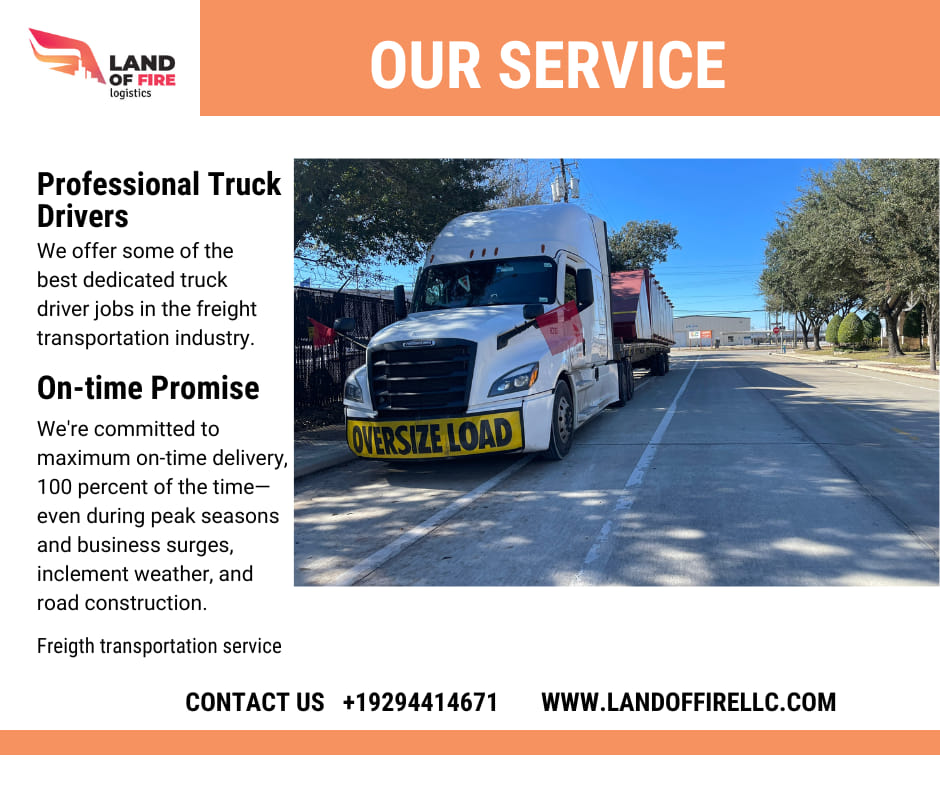 LAND
OF FIRE
logistics
OUR SERVICE
Professional Truck
Drivers
We offer some of the
best dedicated truck
driver jobs in the freight
transportation industry.
On-time Promise
We're committed to
maximum on-time delivery,
100 percent of the time—
even during peak seasons
and business surges,
inclement weather, and
road construction.
Freigth transportation service
OVERSIZE LOAD
CONTACT US +19294414671 WWW.LANDOFFIRELLC.COM